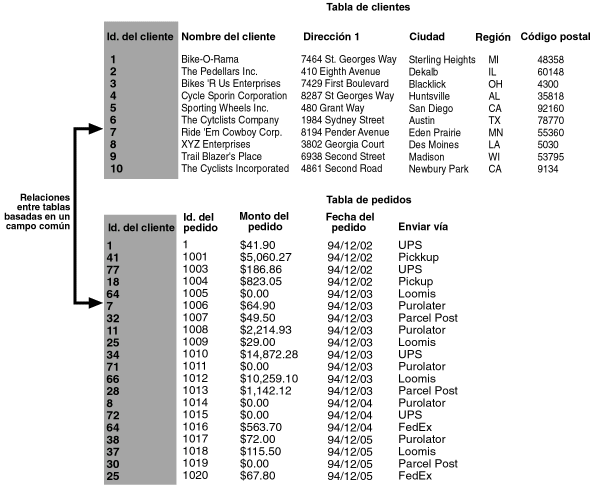 Tabla de clientes
Id. del cliente Nombre del cliente Dirección 1 Ciudad Región Código postal
1 Bike-O-Rama 7464 St. Georges Way Sterling Heights MI 48358
2 The Pedellars Inc. 410 Eighth Avenue Dekalb IL 60148
3 Bikes 'R Us Enterprises 7429 First Boulevard Blacklick OH 4300
4 Cycle Sporin Corporation 8287 St Georges Way Huntsville AL 35818
5 Sporting Wheels Inc. 480 Grant Way San Diego CA 92160
6 The Cytclists Company 1984 Sydney Street Austin TX 78770
7 Ride 'Em Cowboy Corp. 8194 Pender Avenue Eden Prairie MN 55360
8 XYZ Enterprises 3802 Georgia Court Des Moines LA 5030
9 Trail Blazer's Place 6938 Second Street Madison WI 53795
10 The Cyclists Incorporated 4861 Second Road Newbury Park CA 9134
Relaciones
entre tablas
basadas en un
campo común
Tabla de pedidos
Id. del cliente Id. del pedido Monto del pedido Fecha del pedido Enviar vía
1 1 $41.90 94/12/02 UPS
41 1001 $5,060.27 94/12/02 Pickkup
77 1003 $186.86 94/12/02 UPS
18 1004 $823.05 94/12/02 Pickup
64 1005 $0.00 94/12/03 Loomis
7 1006 $64.90 94/12/03 Purolater
32 1007 $49.50 94/12/03 Parcel Post
11 1008 $2,214.93 94/12/03 Purolator
25 1009 $29.00 94/12/03 Loomis
34 1010 $14,872.28 94/12/03 UPS
71 1011 $0.00 94/12/03 Purolator
66 1012 $10,259.10 94/12/03 Loomis
28 1013 $1,142.12 94/12/03 Parcel Post
8 1014 $0.00 94/12/04 Purolator
72 1015 $0.00 94/12/04 UPS
64 1016 $563.70 94/12/04 FedEx
38 1017 $72.00 94/12/05 Purolator
37 1018 $115.50 94/12/05 Loomis
30 1019 $0.00 94/12/05 Parcel Post
25 1020 $67.80 94/12/05 FedEx